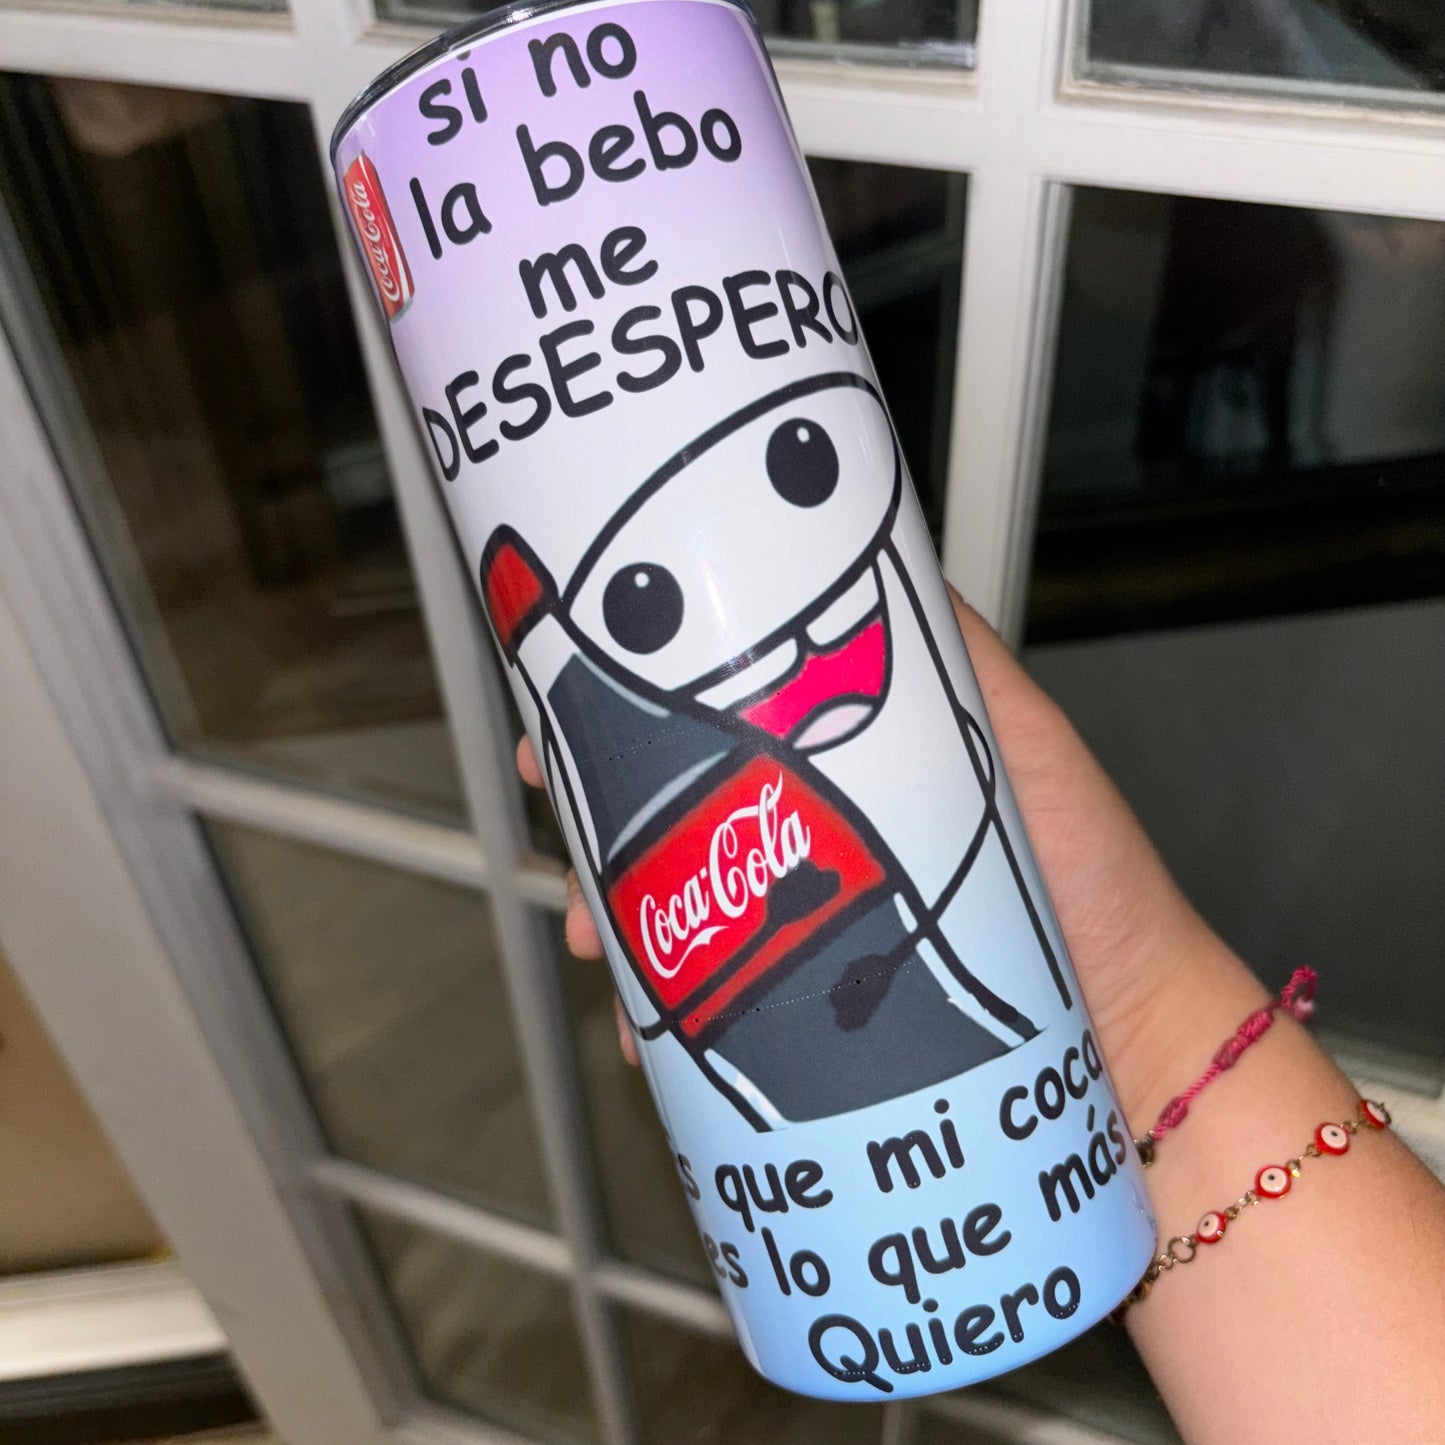 si no
la bebo
me
DESESPERO
Coca-Cola
Coca-Cola
que mi coca
lo que más
Quiero